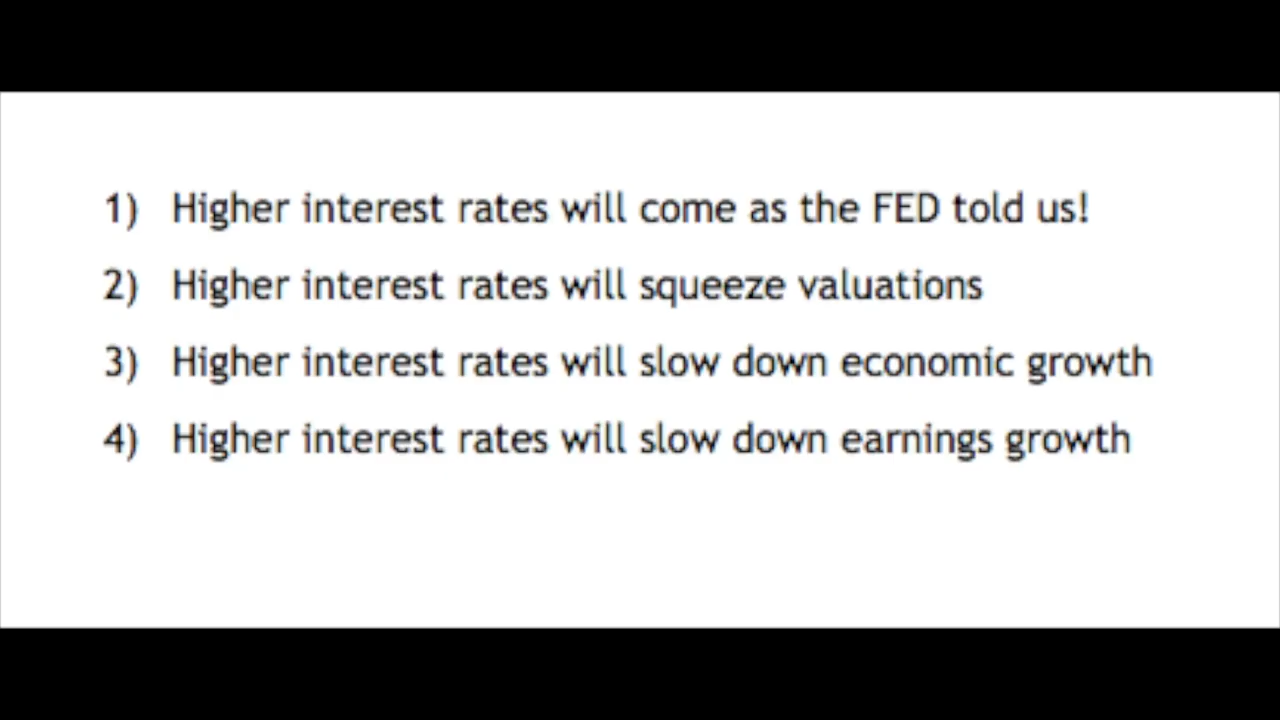 1) Higher interest rates will come as the FED told us!
2) Higher interest rates will squeeze valuations
3) Higher interest rates will slow down economic growth
4) Higher interest rates will slow down earnings growth